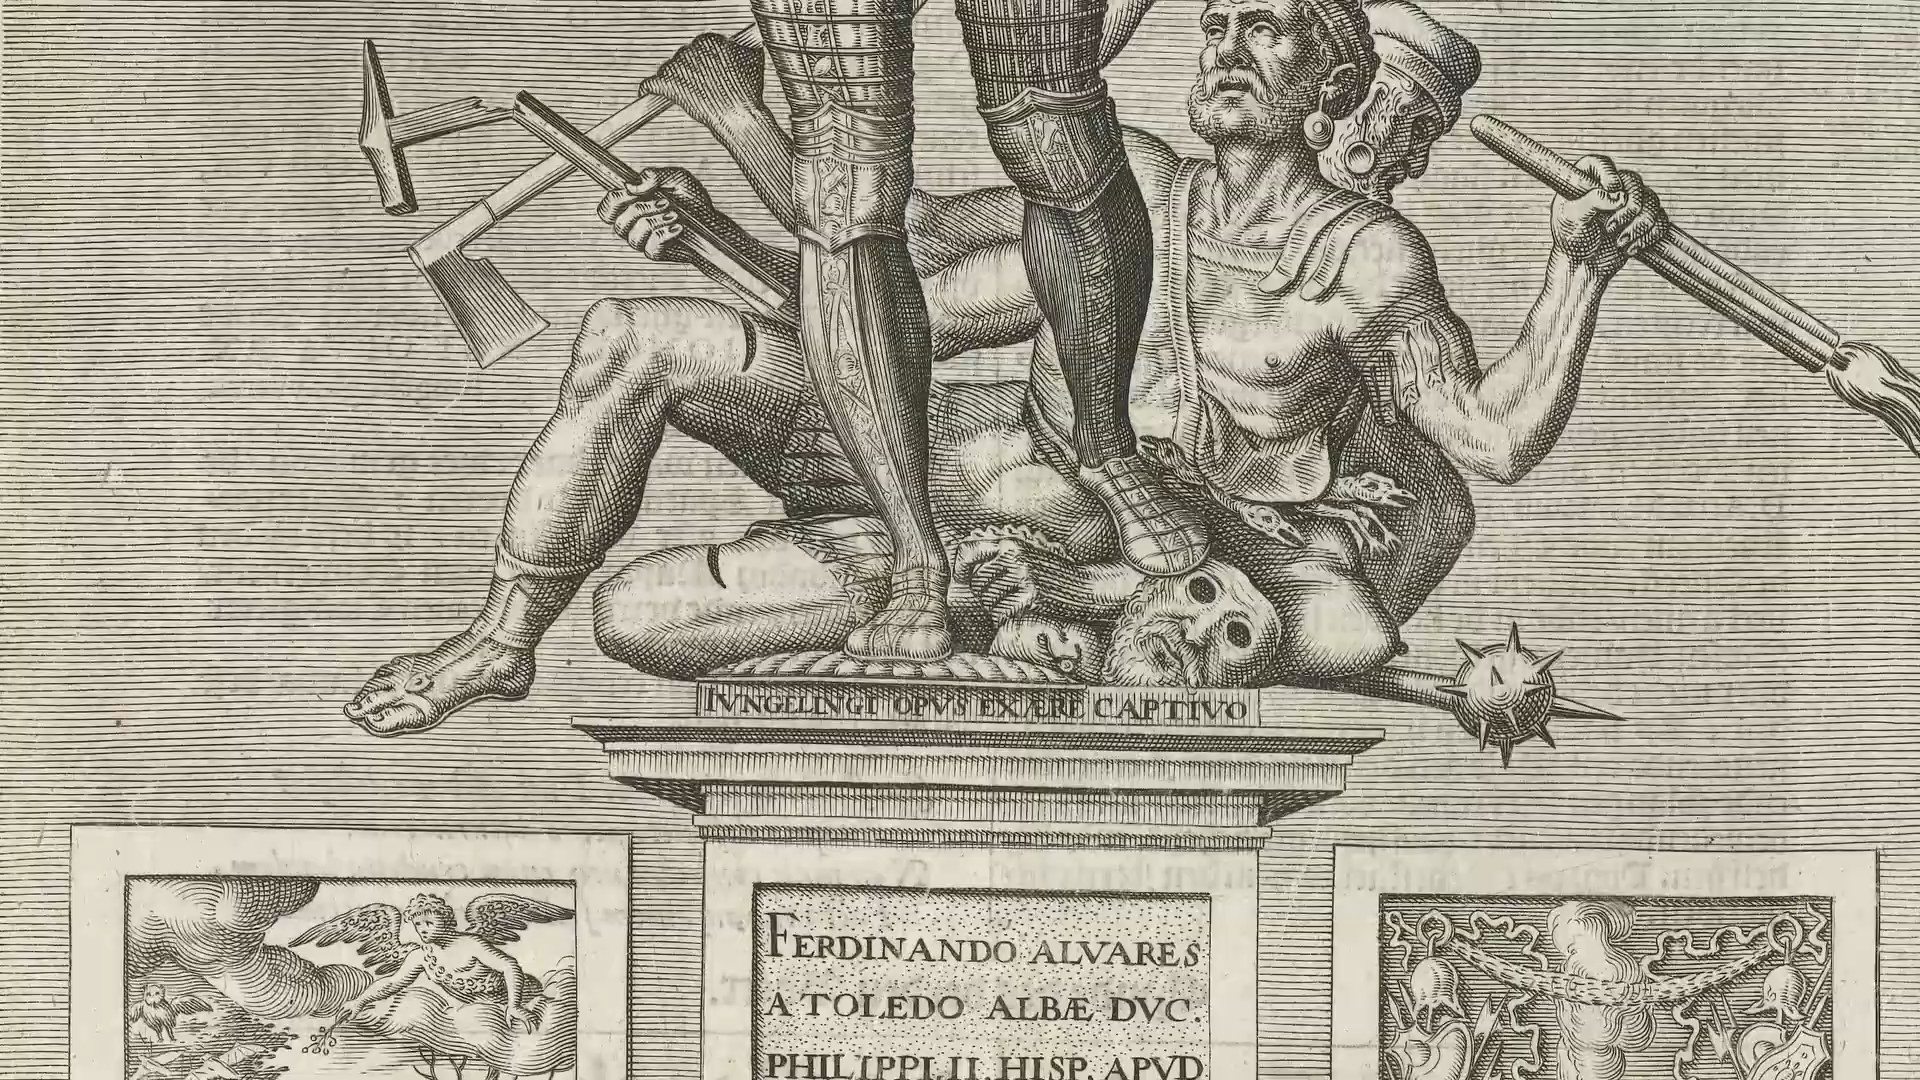 IVNGELINGI OPVS EX ÆRE CAPTIVO
FERDINANDO ALVARES
A TOLEDO ALBÆ DVC.
PHILIPPI.II.HISP. APVD